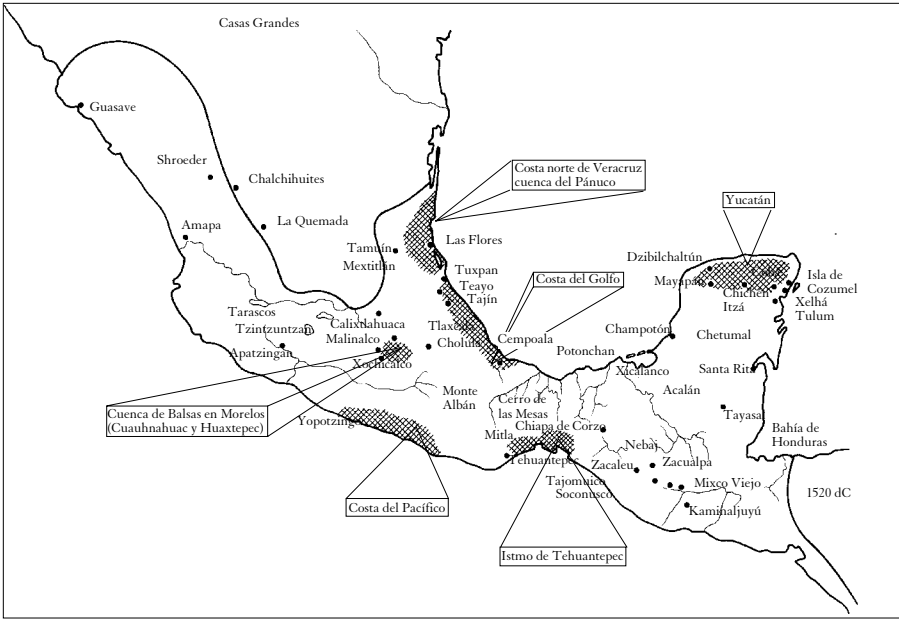 Casas Grandes
Guasave
Shroeder
Chalchihuites
Costa norte de Veracruz
cuenca del Pánuco
Yucatán
La Quemada
Amapa
Las Flores
Tamuín
Mextitlán
Dzibilchaltún
Tuxpan
Teayo
Tajín
Costa del Golfo
Mayapán
Chichén
Itzá
Isla de
Cozumel
Xelhá
Tulum
Tarascos
Tzintzuntzan
Calixtlahuaca
Malinalco
Cholula
Cempoala
Champotón
Chetumal
Apatzingán
Xochicalco
Potonchan
Xicalanco
Santa Rita
Acalán
Monte
Albán
Cerro de
las Mesas
Tayasal
Cuenca de Balsas en Morelos
(Cuauhnahuac y Huaxtepec)
Yopotzingo
Chiapa de Corzo
Mitla
Bahía de
Honduras
Nebaj
Tehuantepec
Zacaleu
Zacualpa
Tajomulco
Soconusco
Mixco Viejo
1520 dC
Costa del Pacífico
Kaminaljuyú
Istmo de Tehuantepec